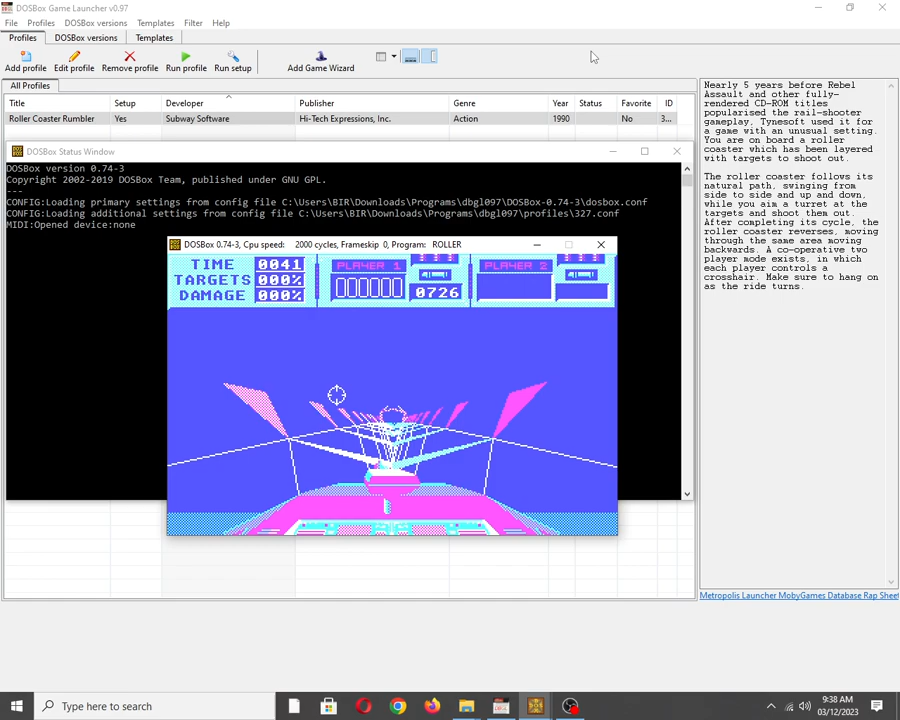 DOSBox Game Launcher v0.97
File Profiles DOSBox versions Templates Filter Help
Profiles DOSBox versions Templates
Add profile Edit profile Remove profile Run profile Run setup Add Game Wizard
All Profiles
Title Setup Developer Publisher Genre Year Status Favorite ID
Roller Coaster Rumbler Yes Subway Software Hi-Tech Expressions, Inc. Action 1990 No 3...
DOSBox Status Window
DOSBox version 0.74-3
Copyright 2002-2019 DOSBox Team, published under GNU GPL.
---
CONFIG:Loading primary settings from config file C:\Users\BIR\Downloads\Programs\dbgl097\DOSBox-0.74-3\dosbox.conf
CONFIG:Loading additional settings from config file C:\Users\BIR\Downloads\Programs\dbgl097\profiles\327.conf
MIDI:Opened device:none
DOSBox 0.74-3, Cpu speed: 2000 cycles, Frameskip 0, Program: ROLLER
TIME 0041
TARGETS 000%
DAMAGE 000%
PLAYER 1
000000
0726
PLAYER 2
Nearly 5 years before Rebel
Assault and other fully-
rendered CD-ROM titles
popularised the rail-shooter
gameplay, Tynesoft used it for
a game with an unusual setting.
You are on board a roller
coaster which has been layered
with targets to shoot out.
The roller coaster follows its
natural path, swinging from
side to side and up and down,
while you aim a turret at the
targets and shoot them out.
After completing its cycle, the
roller coaster reverses, moving
through the same area moving
backwards. A co-operative two
player mode exists, in which
each player controls a
crosshair. Make sure to hang on
as the ride turns.
Metropolis Launcher MobyGames Database Rap Sheet
Type here to search
9:38 AM
03/12/2023